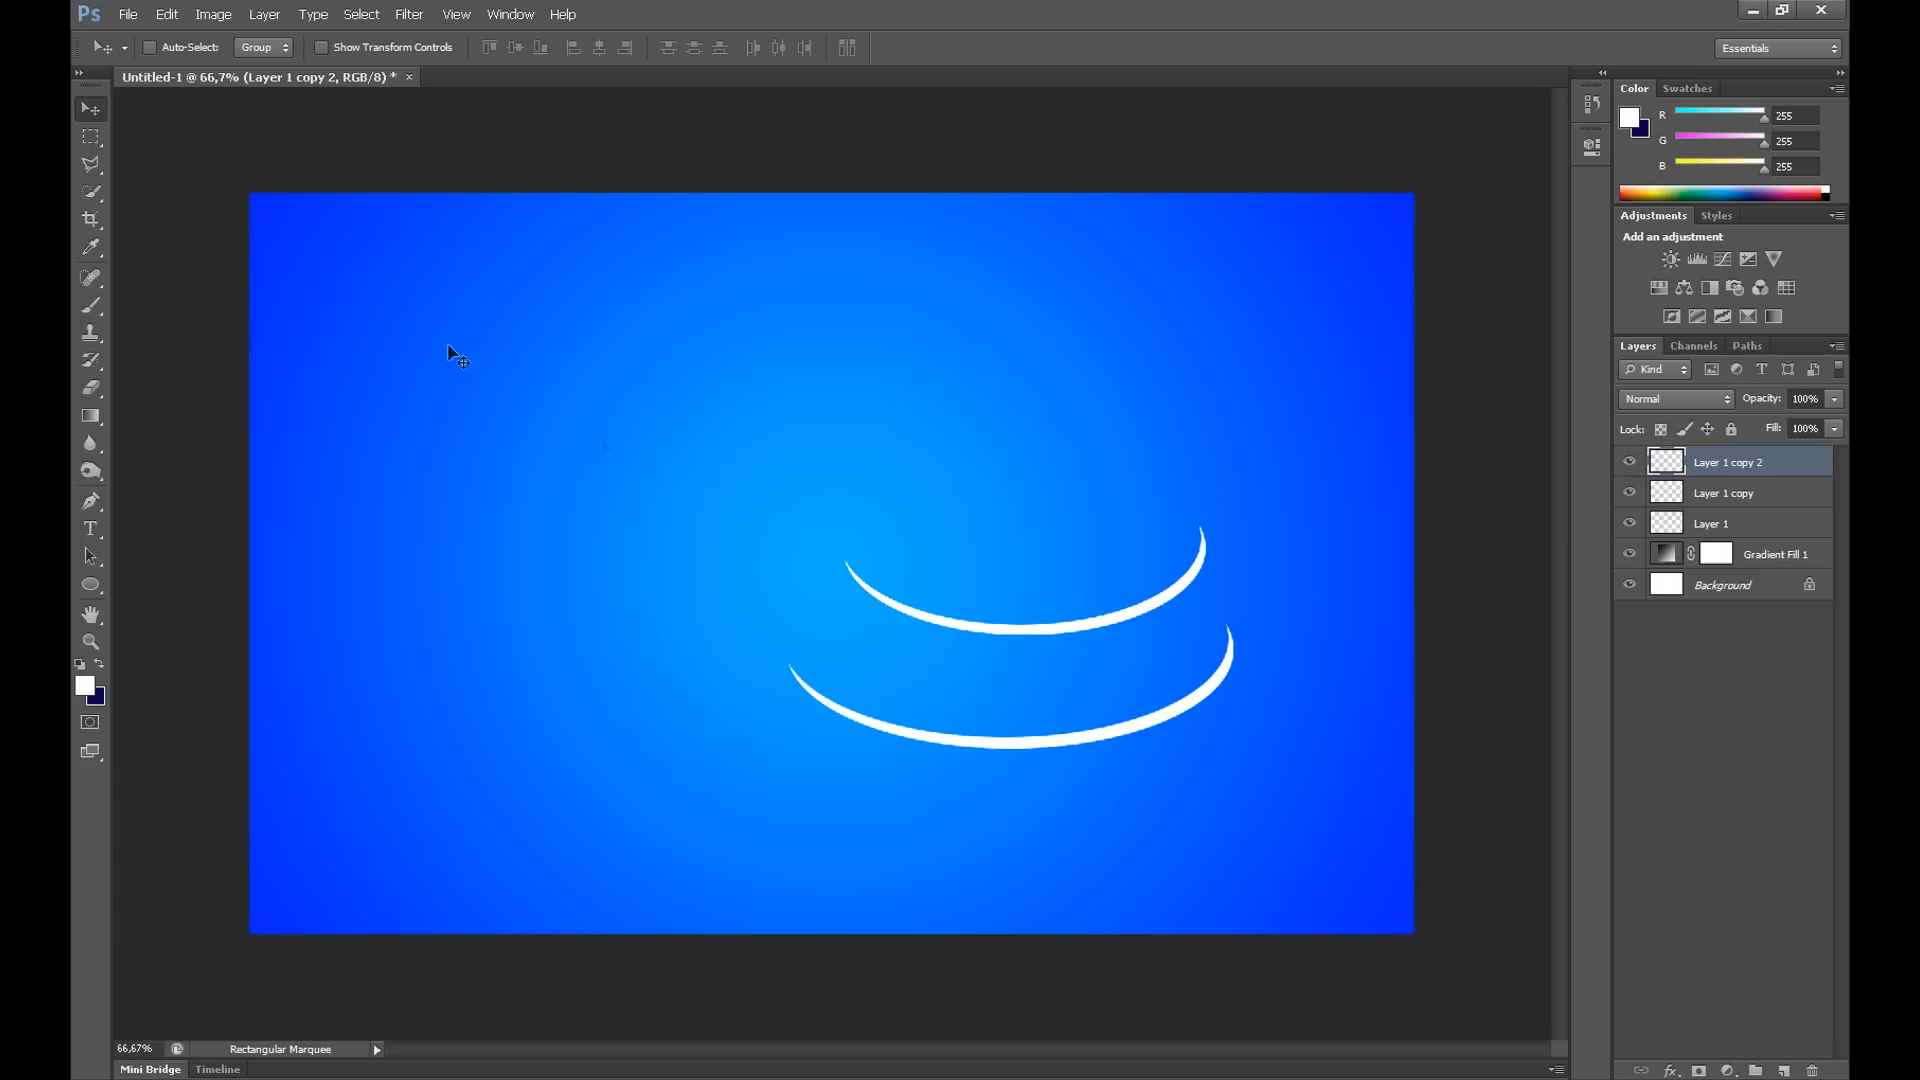 Ps File Edit Image Layer Type Select Filter View Window Help
Auto-Select: Group Show Transform Controls Essentials
Untitled-1 @ 66,7% (Layer 1 copy 2, RGB/8) * ×
Color Swatches
R 255
G 255
B 255
Adjustments Styles
Add an adjustment
Layers Channels Paths
Kind
Normal Opacity: 100%
Lock: Fill: 100%
Layer 1 copy 2
Layer 1 copy
Layer 1
Gradient Fill 1
Background
66,67% Rectangular Marquee
Mini Bridge Timeline